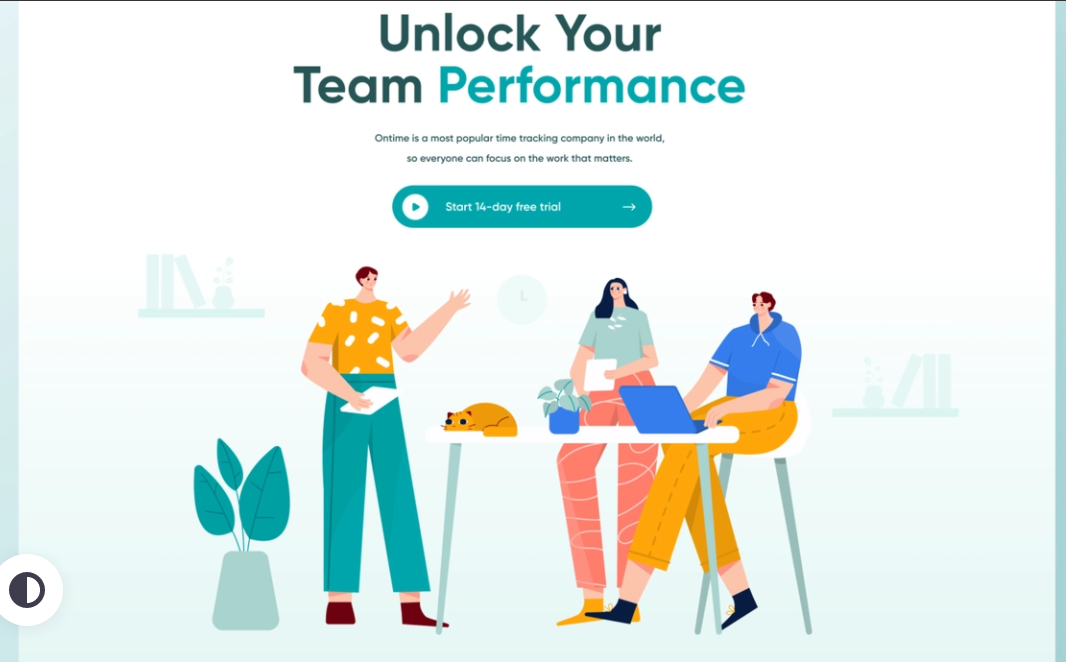 Unlock Your
Team Performance
Ontime is a most popular time tracking company in the world,
so everyone can focus on the work that matters.
Start 14-day free trial